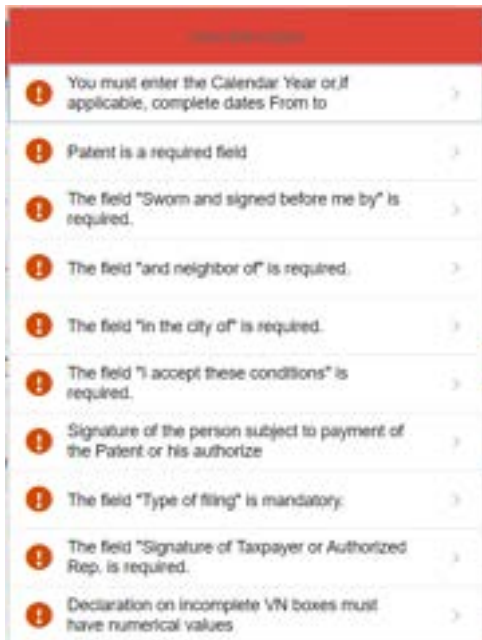 You must enter the Calendar Year or,if
applicable, complete dates From to
Patent is a required field
The field "Sworn and signed before me by" is
required.
The field "and neighbor of" is required.
The field "in the city of" is required.
The field "I accept these conditions" is
required.
Signature of the person subject to payment of
the Patent or his authorize
The field "Type of filing" is mandatory.
The field "Signature of Taxpayer or Authorized
Rep. is required.
Declaration on incomplete VN boxes must
have numerical values